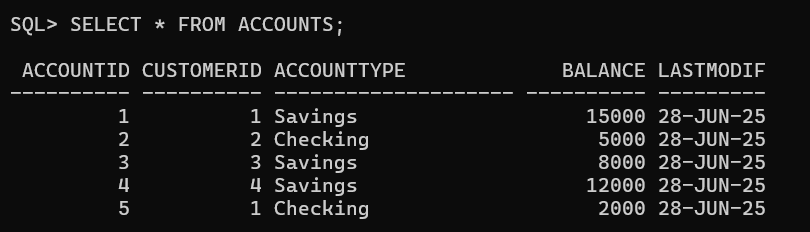 SQL> SELECT * FROM ACCOUNTS;
 ACCOUNTID CUSTOMERID ACCOUNTTYPE             BALANCE LASTMODIF
---------- ---------- -------------------- ---------- ---------
         1          1 Savings                   15000 28-JUN-25
         2          2 Checking                   5000 28-JUN-25
         3          3 Savings                    8000 28-JUN-25
         4          4 Savings                   12000 28-JUN-25
         5          1 Checking                   2000 28-JUN-25